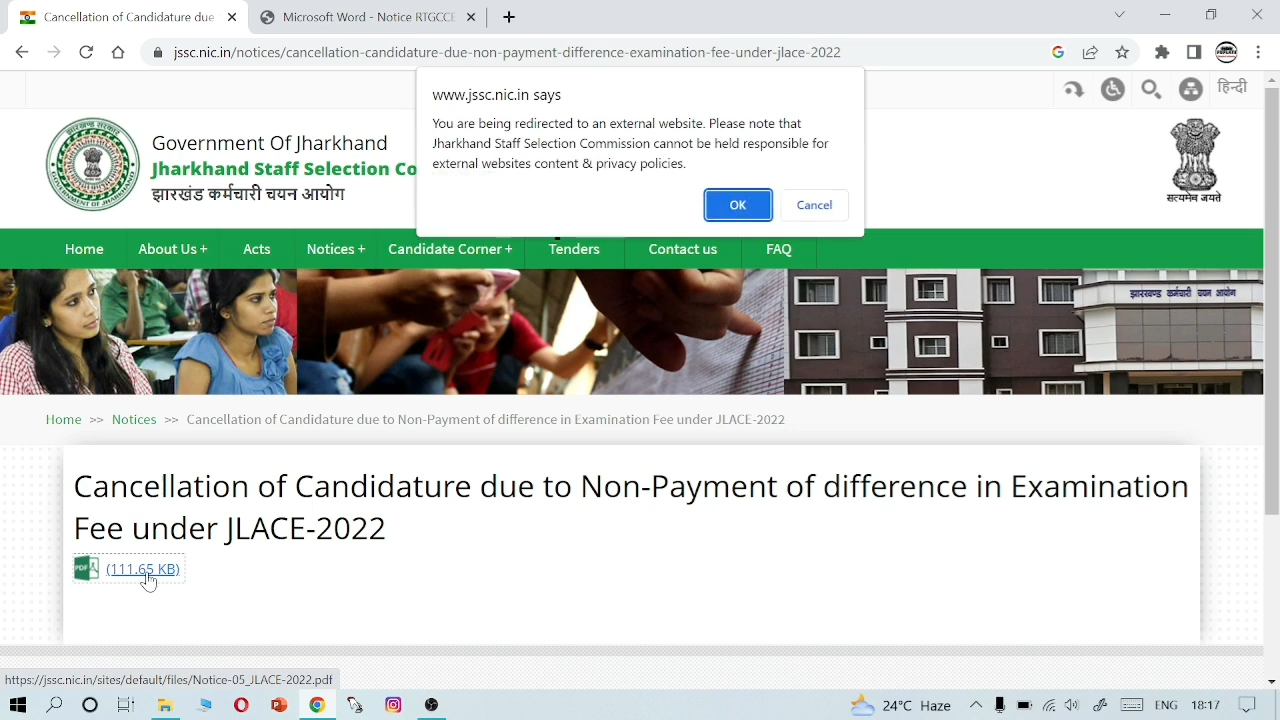 Cancellation of Candidature due
Microsoft Word - Notice RTGCCE
jssc.nic.in/notices/cancellation-candidature-due-non-payment-difference-examination-fee-under-jlace-2022
www.jssc.nic.in says
You are being redirected to an external website. Please note that
Jharkhand Staff Selection Commission cannot be held responsible for
external websites content & privacy policies.
OK
Cancel
हिन्दी
Government Of Jharkhand
Jharkhand Staff Selection Co
झारखंड कर्मचारी चयन आयोग
सत्यमेव जयते
Home
About Us +
Acts
Notices +
Candidate Corner +
Tenders
Contact us
FAQ
झारखण्ड कर्मचारी चयन आयोग
Home >> Notices >> Cancellation of Candidature due to Non-Payment of difference in Examination Fee under JLACE-2022
Cancellation of Candidature due to Non-Payment of difference in Examination
Fee under JLACE-2022
PDF
(111.65 KB)
https://jssc.nic.in/sites/default/files/Notice-05_JLACE-2022.pdf
24°C Haze
ENG
18:17